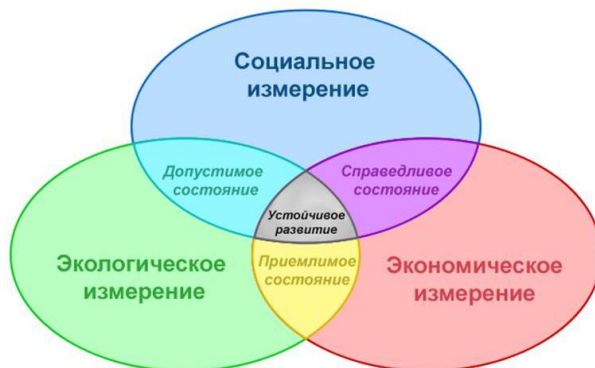 Социальное
измерение
Допустимое
состояние
Справедливое
состояние
Устойчивое
развитие
Экологическое
измерение
Приемлимое
состояние
Экономическое
измерение